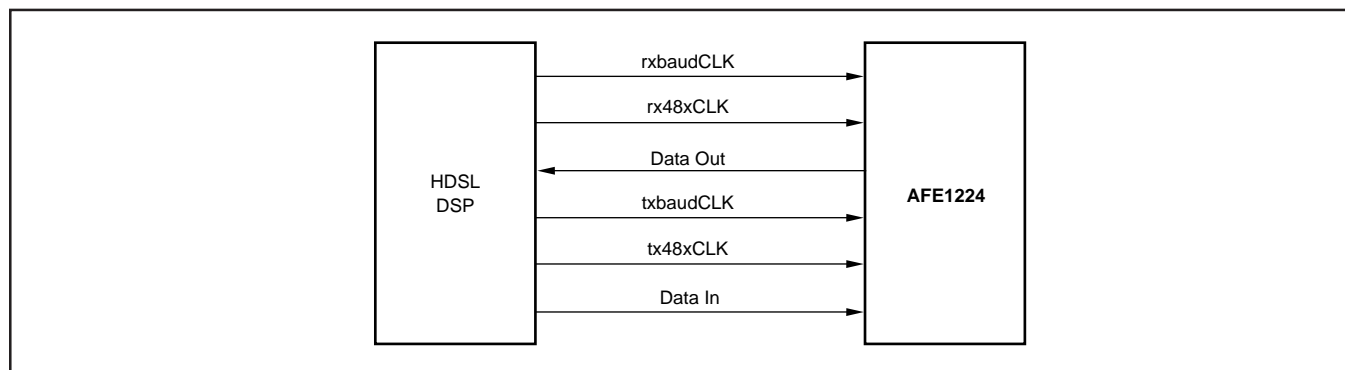 rxbaudCLK
rx48xCLK
Data Out
HDSL
DSP
AFE1224
txbaudCLK
tx48xCLK
Data In